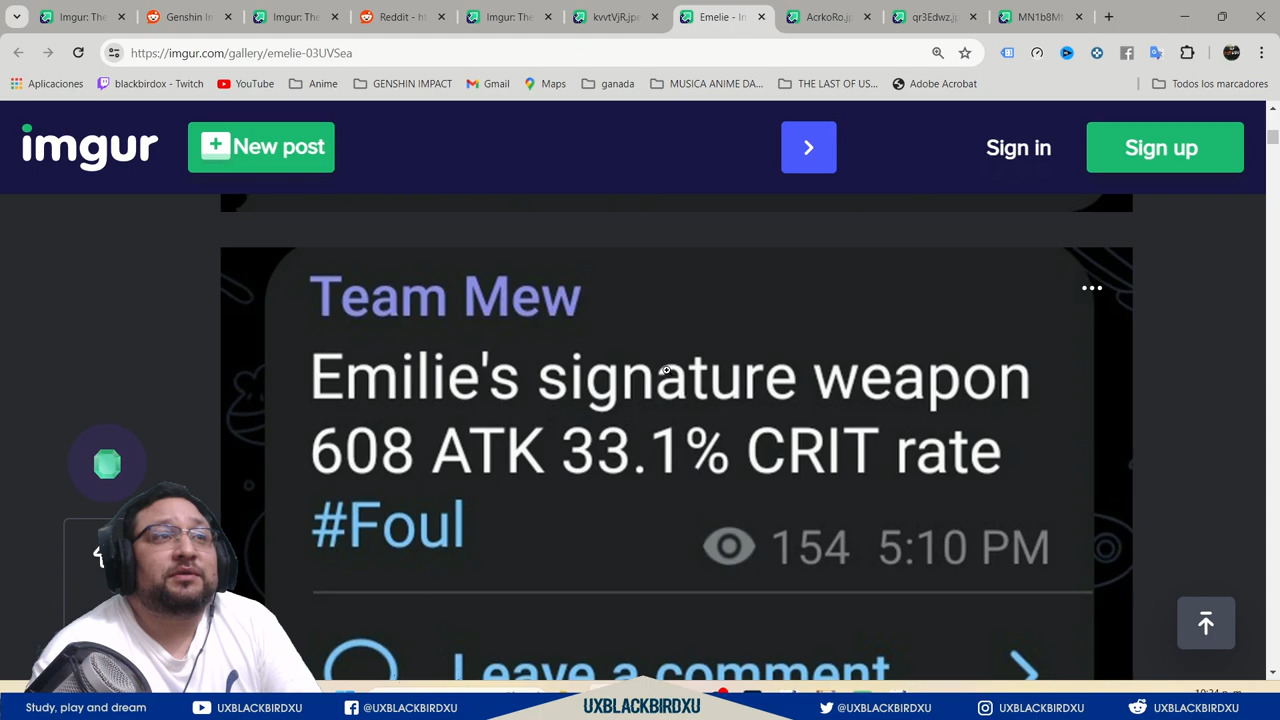 Imgur: The
Genshin In
Imgur: The
Reddit - ht
Imgur: The
kvvtVjR.jpe
Emelie - Im
AcrkoRo.jp
qr3Edwz.jp
MN1b8Mh
https://imgur.com/gallery/emelie-03UVSea
Aplicaciones
blackbirdox - Twitch
YouTube
Anime
GENSHIN IMPACT
Gmail
Maps
ganada
MUSICA ANIME DA...
THE LAST OF US...
Adobe Acrobat
Todos los marcadores
imgur
New post
Sign in
Sign up
Team Mew
Emilie's signature weapon
608 ATK 33.1% CRIT rate
#Foul
154 5:10 PM
Leave a comment
Study, play and dream
UXBLACKBIRDXU
@UXBLACKBIRDXU
UXBLACKBIRDXU
@UXBLACKBIRDXU
UXBLACKBIRDXU
UXBLACKBIRDXU